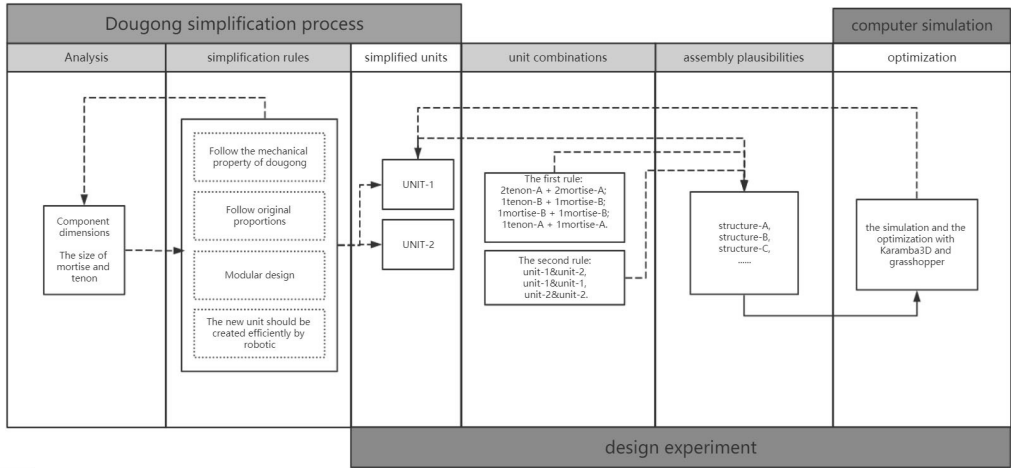 Dougong simplification process
computer simulation
Analysis
simplification rules
simplified units
unit combinations
assembly plausibilities
optimization
Component
dimensions
The size of
mortise and
tenon
Follow the mechanical
property of dougong
Follow original
proportions
Modular design
The new unit should be
created efficiently by
robotic
UNIT-1
UNIT-2
The first rule:
2tenon-A + 2mortise-A;
1tenon-B + 1mortise-B;
1mortise-B + 1mortise-B;
1tenon-A + 1mortise-A.
The second rule:
unit-1&unit-2,
unit-1&unit-1,
unit-2&unit-2.
structure-A,
structure-B,
structure-C,
......
the simulation and the
optimization with
Karamba3D and
grasshopper
design experiment